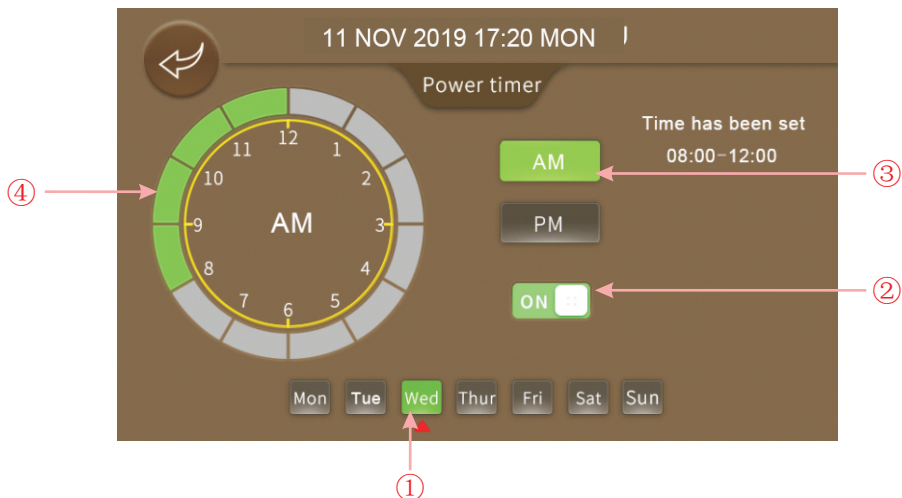 11 NOV 2019 17:20 MON
Power timer
Time has been set
08:00-12:00
12
11
1
10
2
9
AM
3
8
4
7
5
6
AM
PM
ON
Mon Tue Wed Thur Fri Sat Sun
④
③
②
①